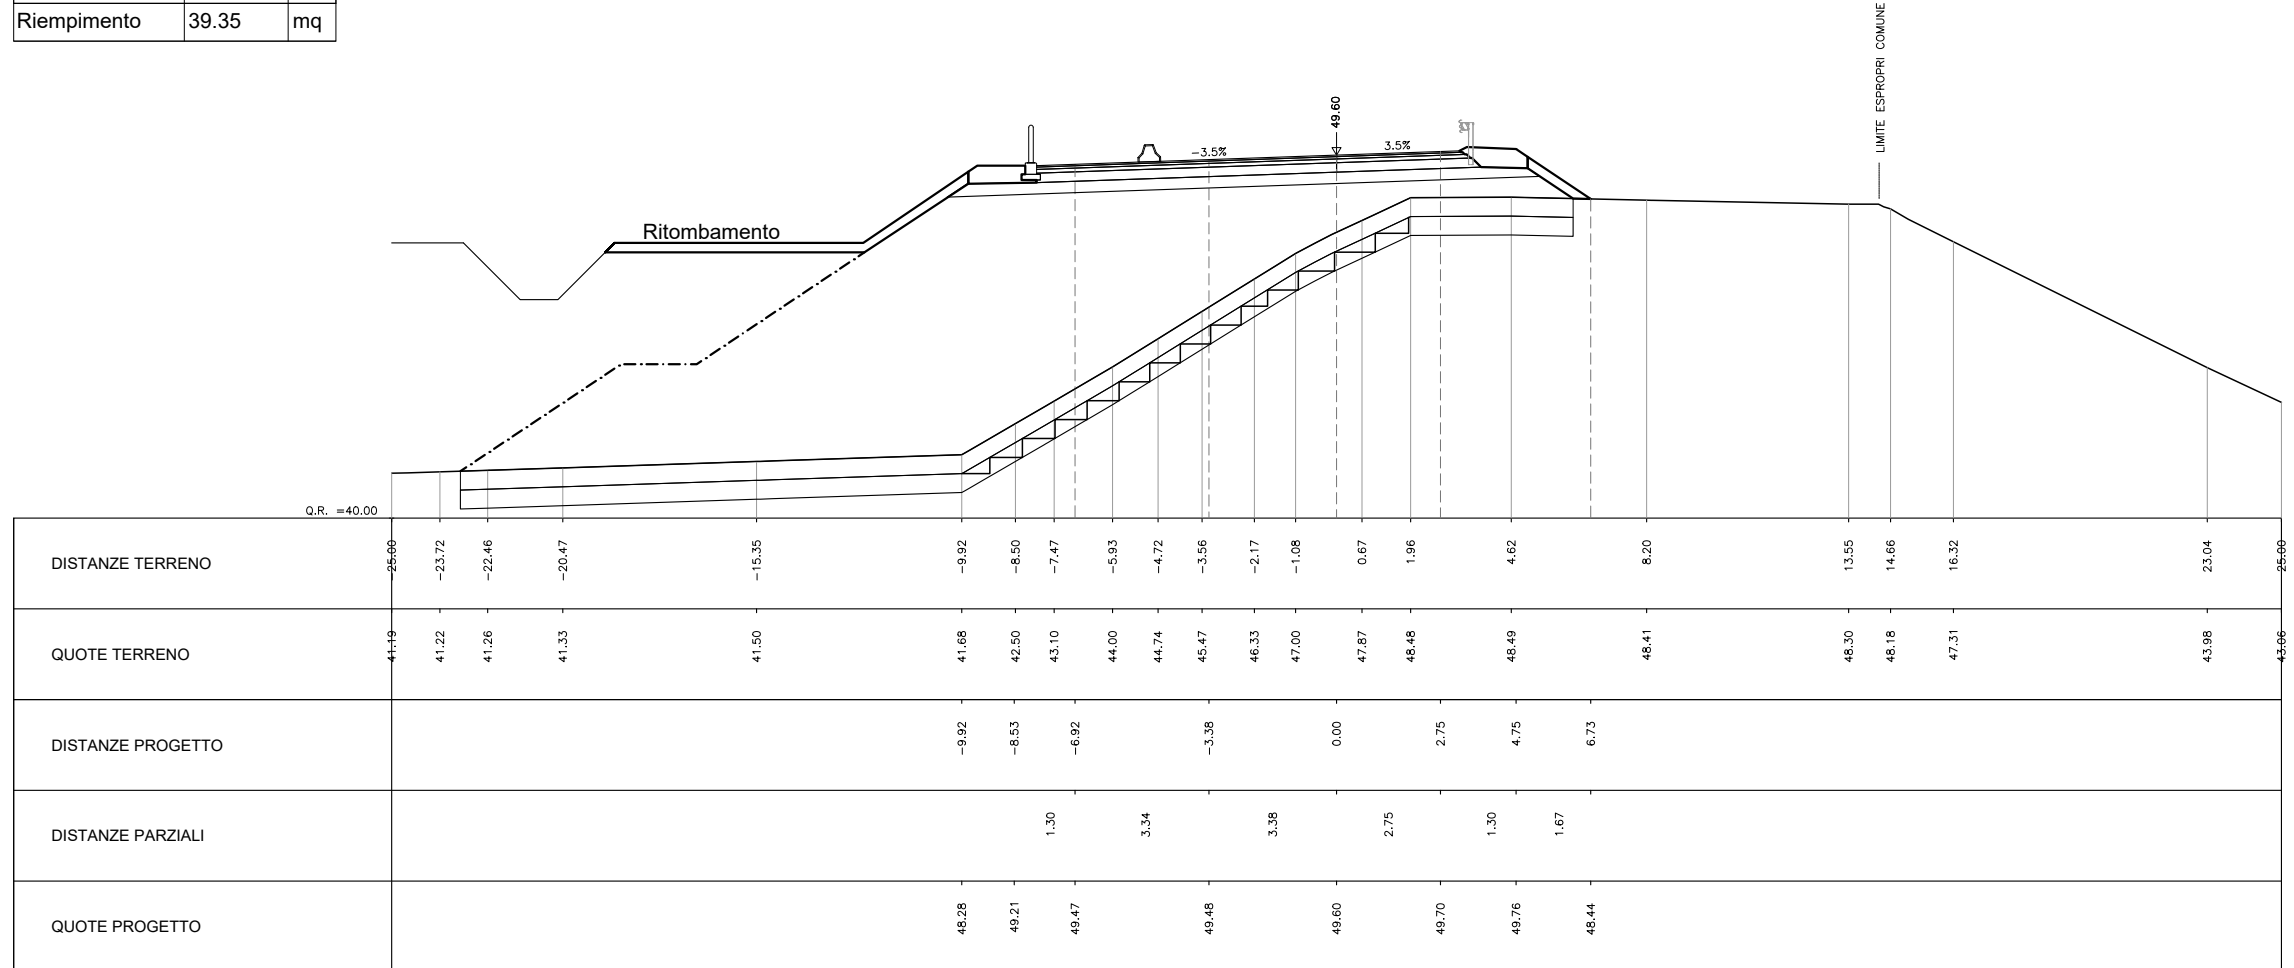 Riempimento 39.35 mq
LIMITE ESPROPRI COMUNE
49.60
-3.5% 3.5%
Ritombamento
Q.R. =40.00
DISTANZE TERRENO -25.00 -23.72 -22.46 -20.47 -15.35 -9.92 -8.50 -7.47 -5.93 -4.72 -3.56 -2.17 -1.08 0.67 1.96 4.62 8.20 13.55 14.66 16.32 23.04 25.00
QUOTE TERRENO 41.19 41.22 41.26 41.33 41.50 41.68 42.50 43.10 44.00 44.74 45.47 46.33 47.00 47.87 48.48 48.49 48.41 48.30 48.18 47.31 43.98 43.06
DISTANZE PROGETTO -9.92 -8.53 -6.92 -3.38 0.00 2.75 4.75 6.73
DISTANZE PARZIALI 1.30 3.34 3.38 2.75 1.30 1.67
QUOTE PROGETTO 48.28 49.21 49.47 49.48 49.60 49.70 49.76 48.44